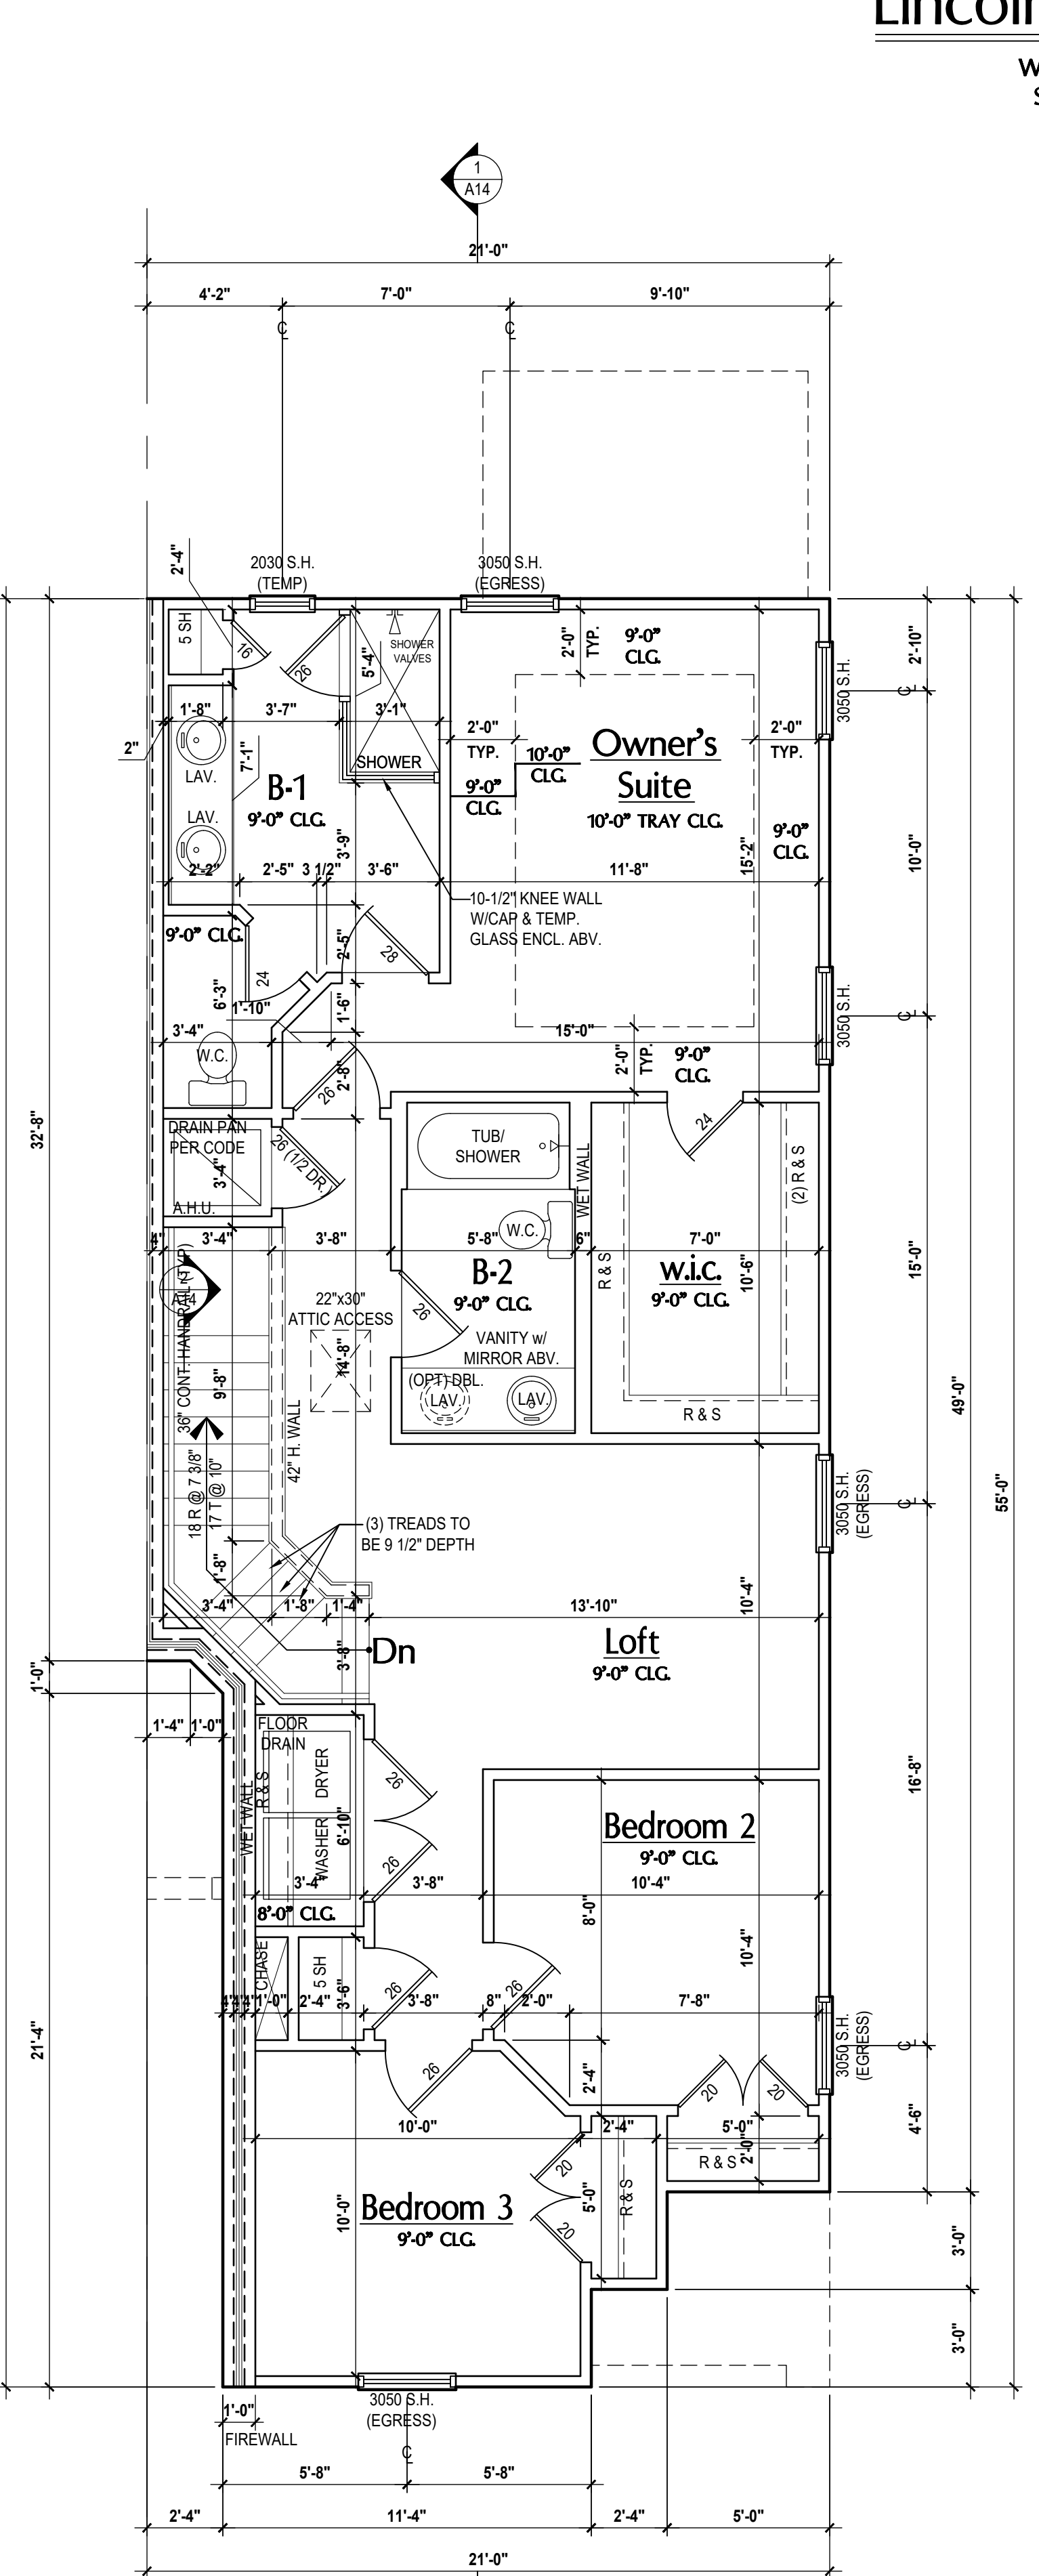 Lincoln
W
S
1
A14
21'-0"
4'-2"
7'-0"
9'-10"
2030 S.H.
(TEMP)
3050 S.H.
(EGRESS)
2'-4"
5 SH
16
26
SHOWER
VALVES
5'-4"
2'-0"
TYP.
9'-0"
CLG.
2'-10"
3050 S.H.
1'-8"
3'-7"
3'-1"
2'-0"
TYP.
10'-0"
CLG.
Owner's
Suite
10'-0" TRAY CLG.
2'-0"
TYP.
2"
LAV.
7'-1"
SHOWER
B-1
9'-0" CLG.
9'-0"
CLG.
9'-0"
CLG.
LAV.
3'-9"
15'-2"
10'-0"
2'-2"
2'-5"
3 1/2"
3'-6"
11'-8"
10-1/2" KNEE WALL
W/CAP & TEMP.
GLASS ENCL. ABV.
9'-0" CLG.
24
2'-5"
28
6'-3"
1'-10"
1'-6"
3050 S.H.
3'-4"
15'-0"
W.C.
2'-8"
26
2'-0"
TYP.
9'-0"
CLG.
32'-8"
DRAIN PAN
PER CODE
3'-4"
A.H.U.
26 (1/2 DR.)
TUB/
SHOWER
WET WALL
24
(2) R & S
4"
3'-4"
3'-8"
5'-8"
W.C.
6"
7'-0"
15'-0"
B-2
9'-0" CLG.
R & S
W.I.C.
9'-0" CLG.
10'-6"
A14
36" CONT. HANDRAIL (TYP)
22"x30"
ATTIC ACCESS
26
VANITY w/
MIRROR ABV.
14'-8"
9'-8"
(OPT) DBL.
LAV.
LAV.
R & S
49'-0"
42" H. WALL
18 R @ 7 3/8"
17 T @ 10"
3050 S.H.
(EGRESS)
55'-0"
(3) TREADS TO
BE 9 1/2" DEPTH
1'-8"
3'-4"
1'-8"
1'-4"
13'-10"
10'-4"
3'-8"
Dn
Loft
9'-0" CLG.
1'-0"
1'-4"
1'-0"
FLOOR
DRAIN
R & S
DRYER
26
WET WALL
WASHER
6'-10"
26
Bedroom 2
9'-0" CLG.
16'-8"
3'-4"
3'-8"
10'-4"
8'-0" CLG.
8'-0"
CHASE
5 SH
3'-6"
26
26
10'-4"
4"
4"
4"
1'-0"
2'-4"
3'-8"
8"
2'-0"
7'-8"
3050 S.H.
(EGRESS)
21'-4"
26
2'-4"
20
20
4'-6"
10'-0"
2'-4"
5'-0"
2'-0"
R & S
20
Bedroom 3
9'-0" CLG.
10'-0"
5'-0"
R & S
20
3'-0"
3'-0"
1'-0"
FIREWALL
3050 S.H.
(EGRESS)
5'-8"
5'-8"
2'-4"
11'-4"
2'-4"
5'-0"
21'-0"